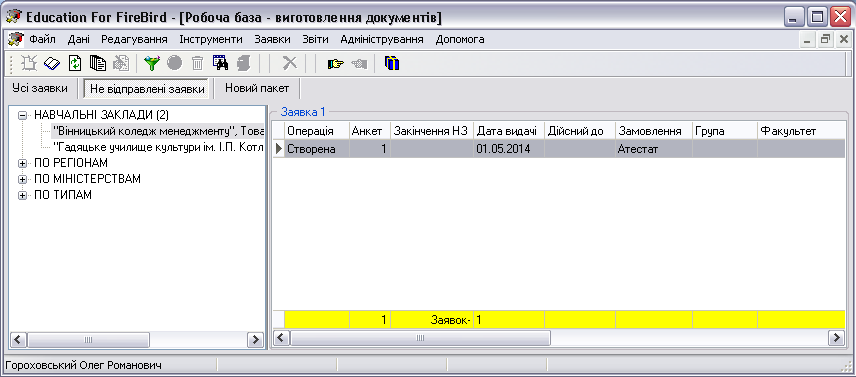 Education For FireBird - [Робоча база - виготовлення документів]
Файл Дані Редагування Інструменти Заявки Звіти Адміністрування Допомога
Усі заявки Не відправлені заявки Новий пакет
НАВЧАЛЬНІ ЗАКЛАДИ (2)
"Вінницький коледж менеджменту", Това
"Гадяцьке училище культури ім. І.П. Котл
ПО РЕГІОНАМ
ПО МІНІСТЕРСТВАМ
ПО ТИПАМ
Заявка 1
Операція Анкет Закінчення НЗ Дата видачі Дійсний до Замовлення Група Факультет
Створена 1 01.05.2014 Атестат
1 Заявок- 1
Гороховський Олег Романович